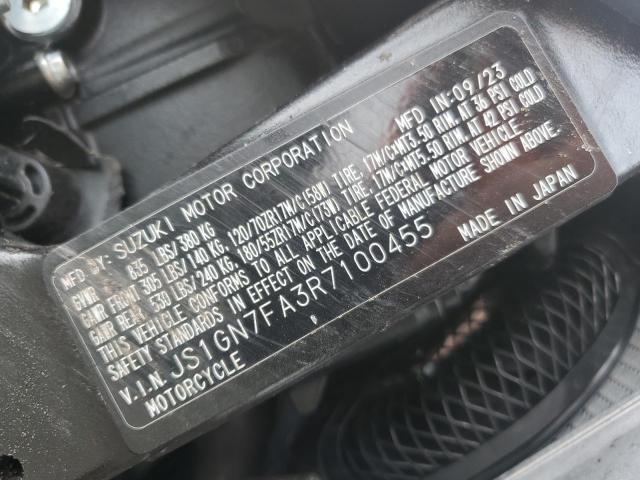 MFD BY: SUZUKI MOTOR CORPORATION MFD IN:09/23
GVWR 835 LBS/380 KG
GAWR FRONT 305 LBS/140 KG, 120/70ZR17M/C(58W) TIRE, 17M/CxMT3.50 RIM, AT 36 PSI COLD
GAWR REAR 530 LBS/240 KG, 180/55ZR17M/C(73W) TIRE, 17M/CxMT5.50 RIM, AT 42 PSI COLD
THIS VEHICLE CONFORMS TO ALL APPLICABLE FEDERAL MOTOR VEHICLE
SAFETY STANDARDS IN EFFECT ON THE DATE OF MANUFACTURE SHOWN ABOVE.
V.I.N. JS1GN7FA3R7100455
MOTORCYCLE MADE IN JAPAN